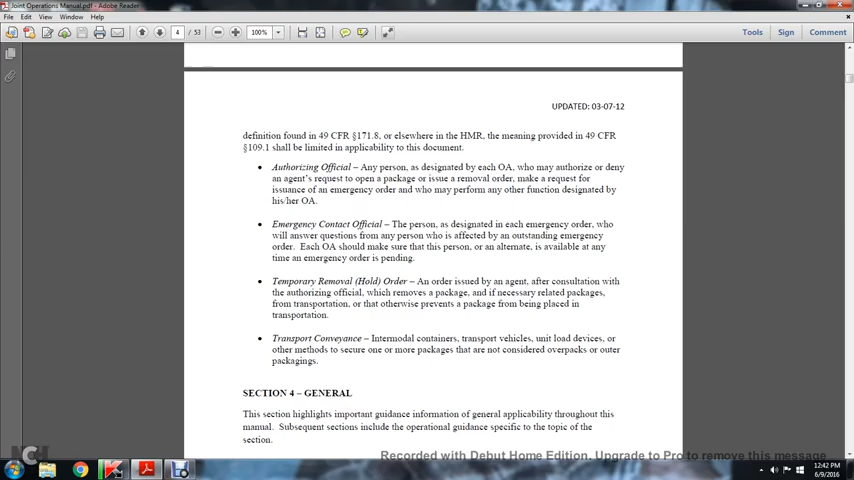 Joint Operations Manual.pdf - Adobe Reader
File Edit View Window Help
4 / 53 100% Tools Sign Comment
UPDATED: 03-07-12
definition found in 49 CFR §171.8, or elsewhere in the HMR, the meaning provided in 49 CFR
§109.1 shall be limited in applicability to this document.
• Authorizing Official – Any person, as designated by each OA, who may authorize or deny
an agent's request to open a package or issue a removal order, make a request for
issuance of an emergency order and who may perform any other function designated by
his/her OA.
• Emergency Contact Official – The person, as designated in each emergency order, who
will answer questions from any person who is affected by an outstanding emergency
order. Each OA should make sure that this person, or an alternate, is available at any
time an emergency order is pending.
• Temporary Removal (Hold) Order – An order issued by an agent, after consultation with
the authorizing official, which removes a package, and if necessary related packages,
from transportation, or that otherwise prevents a package from being placed in
transportation.
• Transport Conveyance – Intermodal containers, transport vehicles, unit load devices, or
other methods to secure one or more packages that are not considered overpacks or outer
packagings.
SECTION 4 – GENERAL
This section highlights important guidance information of general applicability throughout this
manual. Subsequent sections include the operational guidance specific to the topic of the
section.
NCH
Recorded with Debut Home Edition. Upgrade to Pro to remove this message
12:42 PM
6/9/2016